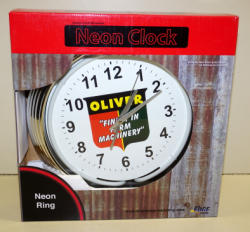 Neon Clock
12
11
1
10
2
OLIVER
9
3
"FINEST IN
FARM
MACHINERY"
8
4
7
5
6
Neon
Ring